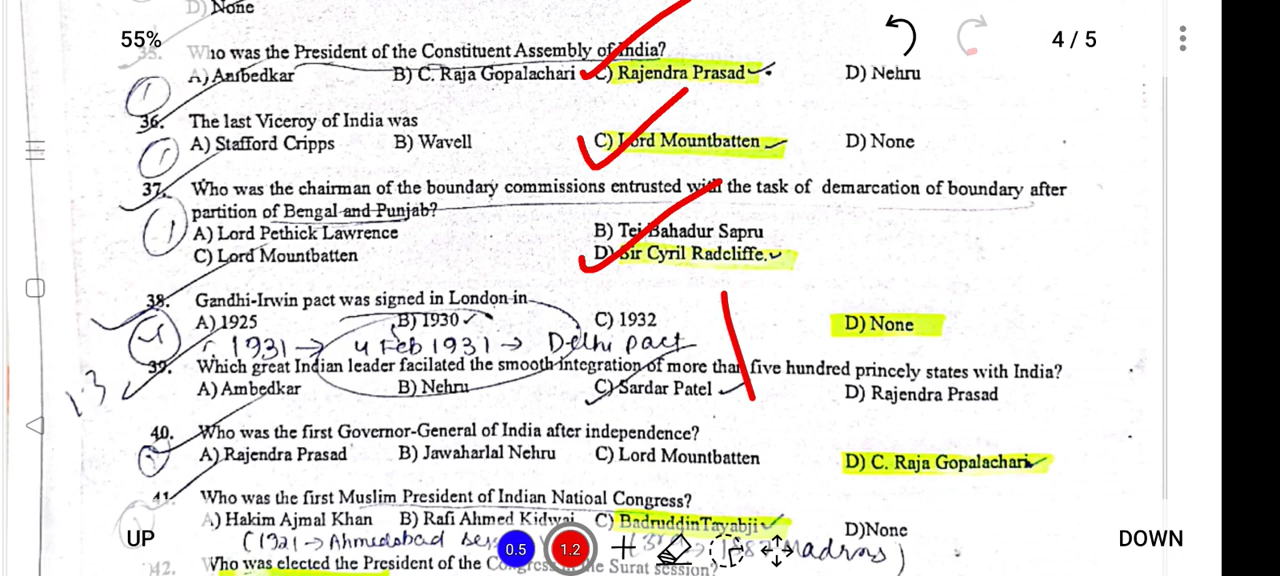 D) None
55%
4 / 5
35. Who was the President of the Constituent Assembly of India?
A) Ambedkar B) C. Raja Gopalachari C) Rajendra Prasad D) Nehru
36. The last Viceroy of India was
A) Stafford Cripps B) Wavell C) Lord Mountbatten D) None
37. Who was the chairman of the boundary commissions entrusted with the task of demarcation of boundary after
partition of Bengal and Punjab?
A) Lord Pethick Lawrence B) Tej Bahadur Sapru
C) Lord Mountbatten D) Sir Cyril Radcliffe.
38. Gandhi-Irwin pact was signed in London in
A) 1925 B) 1930 C) 1932 D) None
1931 → 4 Feb 1931 → Delhi pact
39. Which great Indian leader facilated the smooth integration of more than five hundred princely states with India?
A) Ambedkar B) Nehru C) Sardar Patel D) Rajendra Prasad
40. Who was the first Governor-General of India after independence?
A) Rajendra Prasad B) Jawaharlal Nehru C) Lord Mountbatten D) C. Raja Gopalachari
41. Who was the first Muslim President of Indian Natioal Congress?
A) Hakim Ajmal Khan B) Rafi Ahmed Kidwai C) BadruddinTayabji D)None
(1921 → Ahmedabad Madras)
UP 0.5 1.2 DOWN
42. Who was elected the President of the Congress in the Surat session?